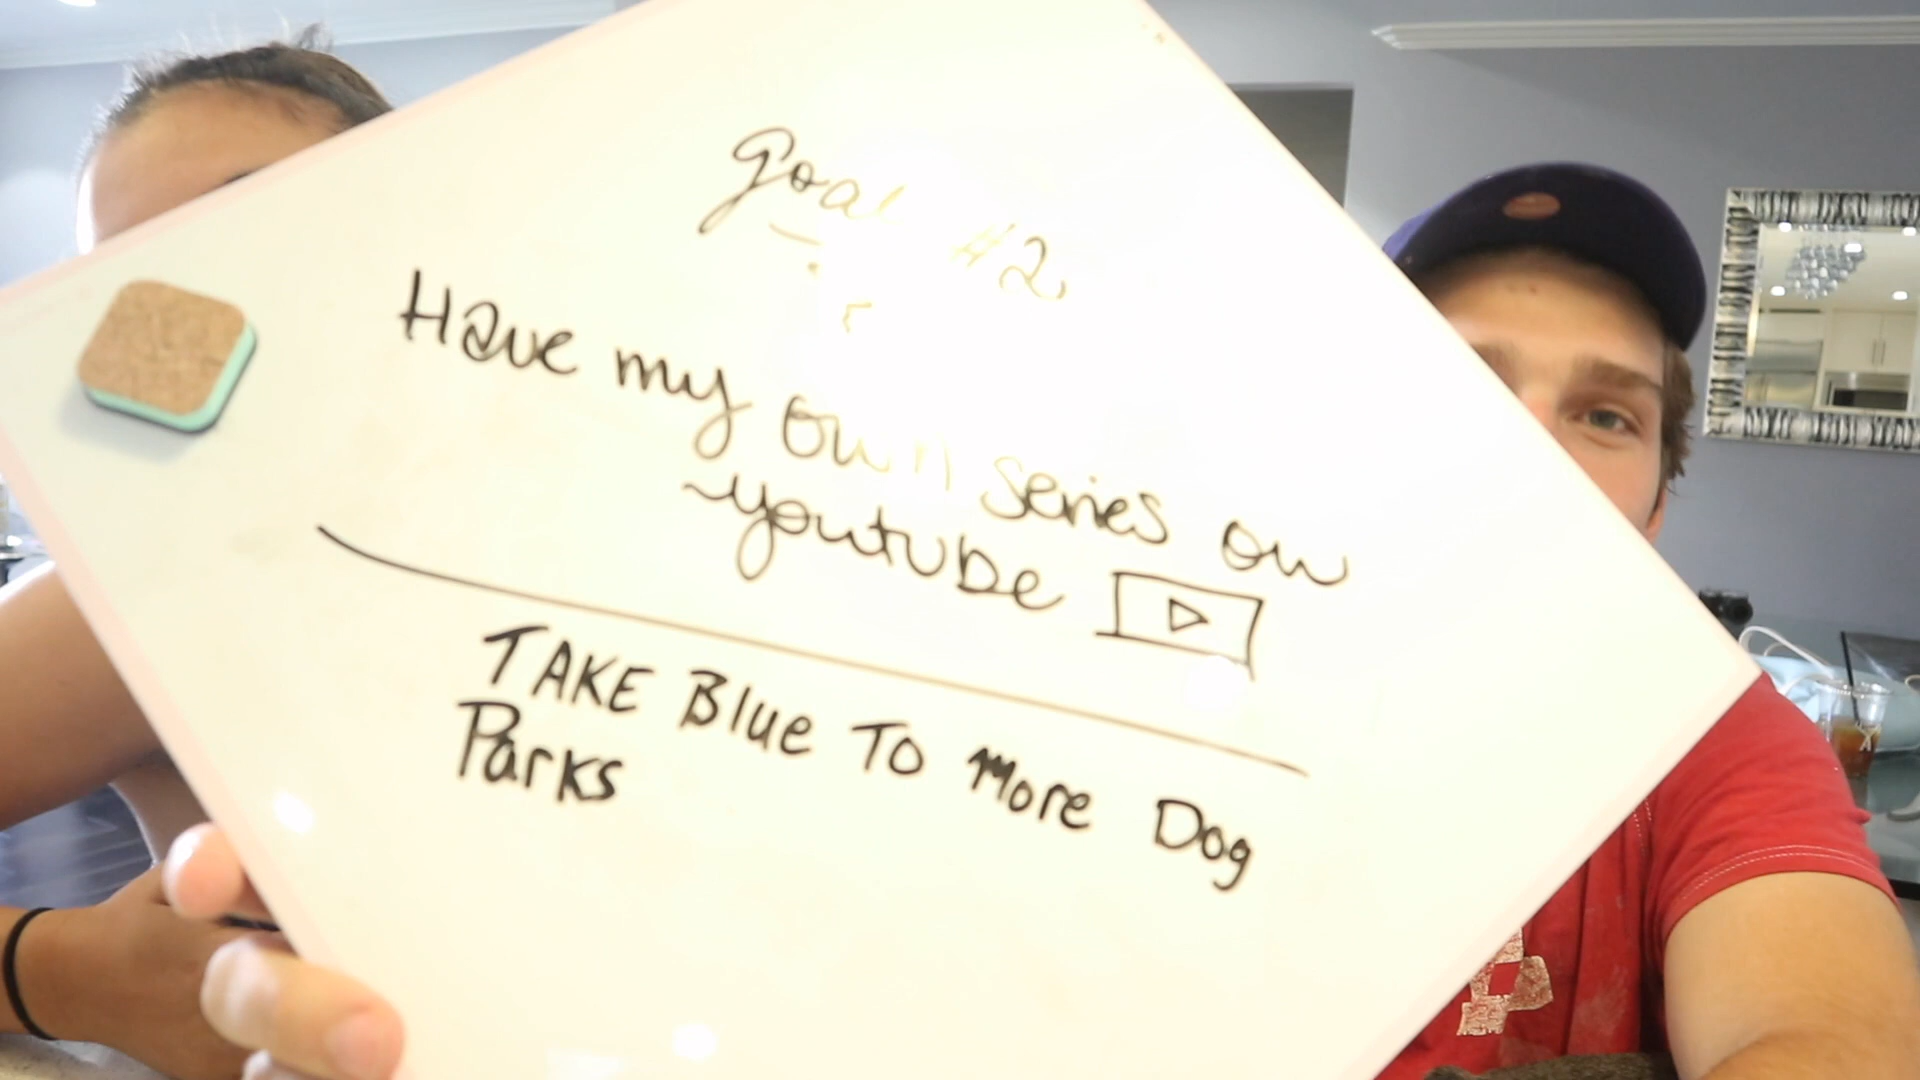 Goal #2
Have my own series on
youtube
TAKE Blue To More Dog
Parks